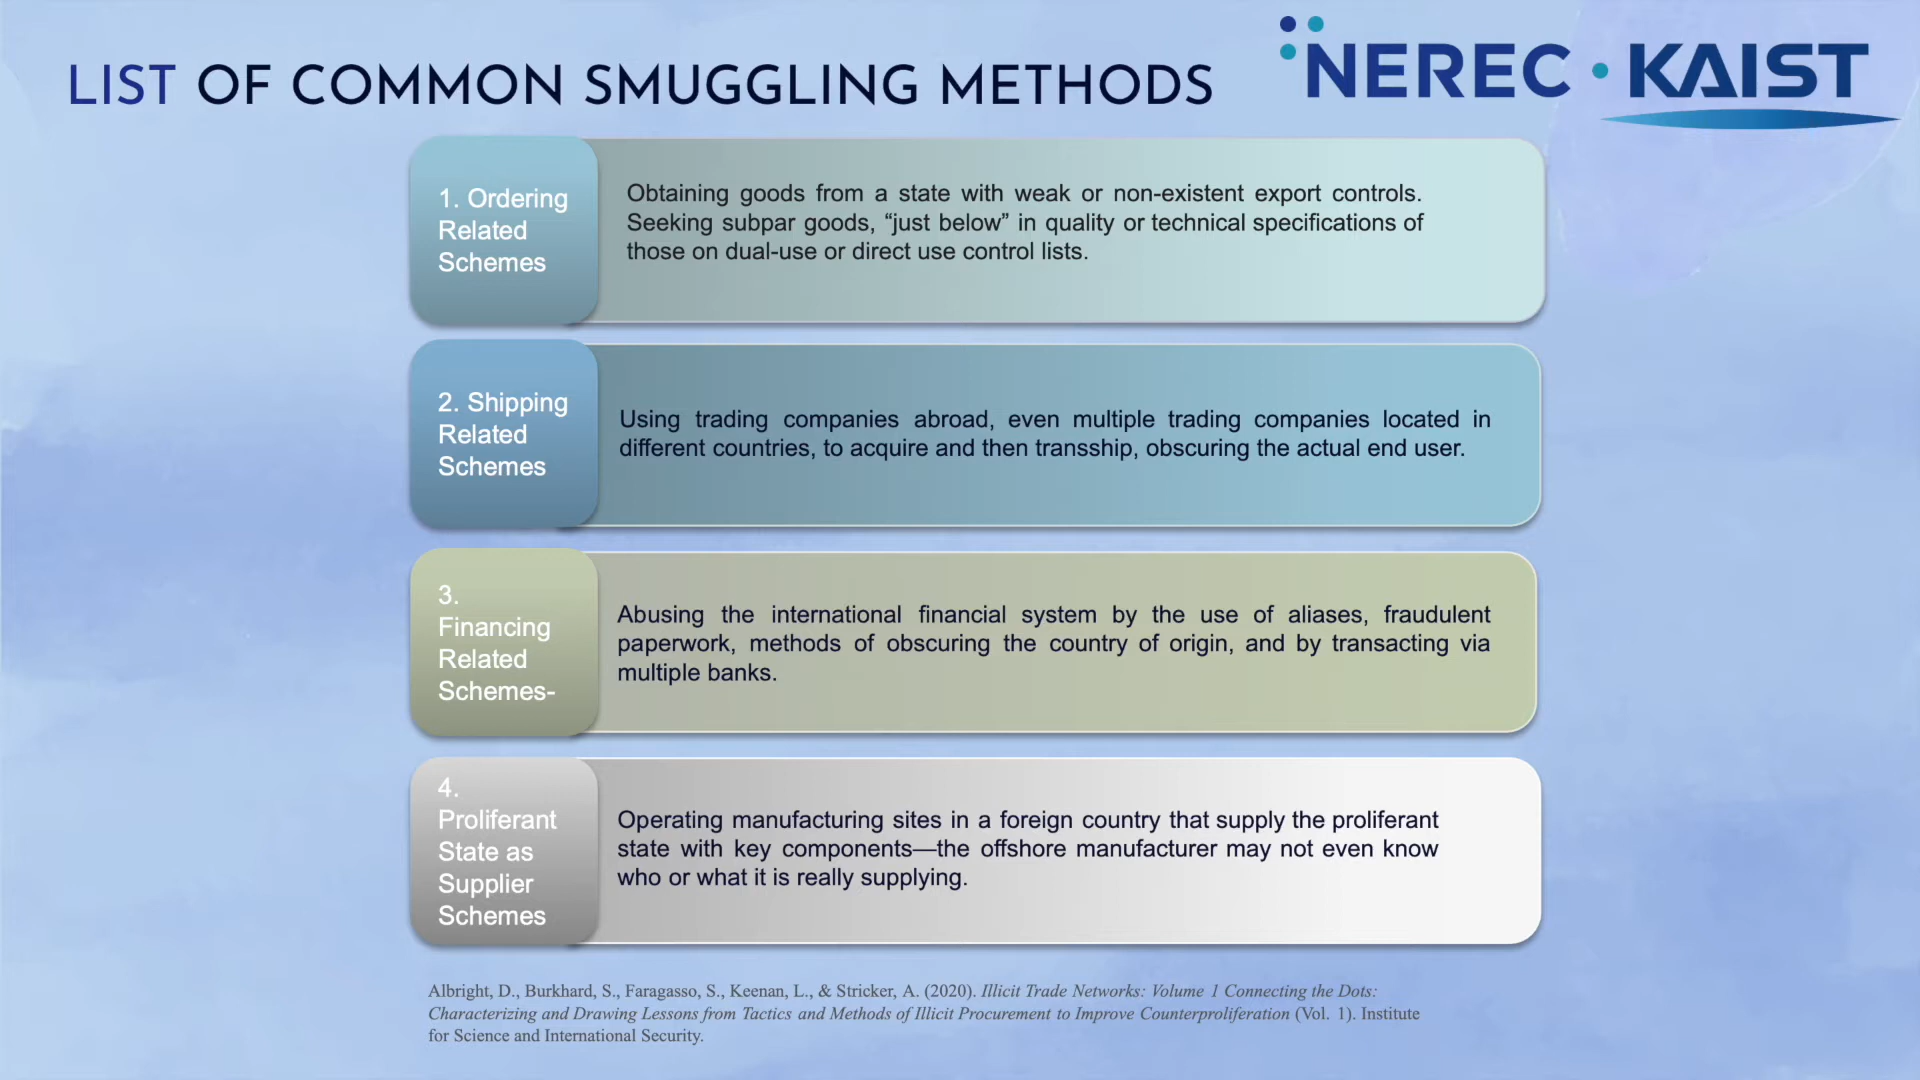 LIST OF COMMON SMUGGLING METHODS
NEREC · KAIST
1. Ordering
Related
Schemes
Obtaining goods from a state with weak or non-existent export controls.
Seeking subpar goods, “just below” in quality or technical specifications of
those on dual-use or direct use control lists.
2. Shipping
Related
Schemes
Using trading companies abroad, even multiple trading companies located in
different countries, to acquire and then transship, obscuring the actual end user.
3.
Financing
Related
Schemes-
Abusing the international financial system by the use of aliases, fraudulent
paperwork, methods of obscuring the country of origin, and by transacting via
multiple banks.
4.
Proliferant
State as
Supplier
Schemes
Operating manufacturing sites in a foreign country that supply the proliferant
state with key components—the offshore manufacturer may not even know
who or what it is really supplying.
Albright, D., Burkhard, S., Faragasso, S., Keenan, L., & Stricker, A. (2020). Illicit Trade Networks: Volume 1 Connecting the Dots:
Characterizing and Drawing Lessons from Tactics and Methods of Illicit Procurement to Improve Counterproliferation (Vol. 1). Institute
for Science and International Security.